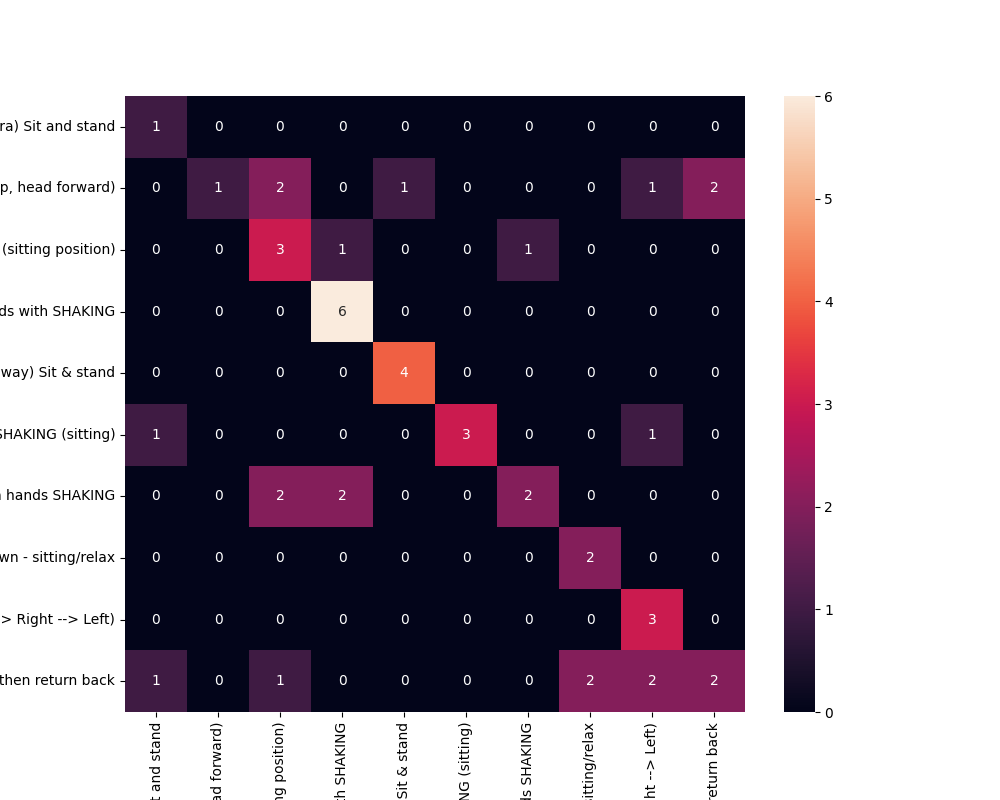 ra) Sit and stand 1 0 0 0 0 0 0 0 0 0
p, head forward) 0 1 2 0 1 0 0 0 1 2
(sitting position) 0 0 3 1 0 0 1 0 0 0
ds with SHAKING 0 0 0 6 0 0 0 0 0 0
way) Sit & stand 0 0 0 0 4 0 0 0 0 0
SHAKING (sitting) 1 0 0 0 0 3 0 0 1 0
hands SHAKING 0 0 2 2 0 0 2 0 0 0
wn - sitting/relax 0 0 0 0 0 0 0 2 0 0
> Right --> Left) 0 0 0 0 0 0 0 0 3 0
then return back 1 0 1 0 0 0 0 2 2 2
t and stand
ad forward)
ng position)
h SHAKING
Sit & stand
NG (sitting)
ds SHAKING
sitting/relax
ht --> Left)
return back
6
5
4
3
2
1
0